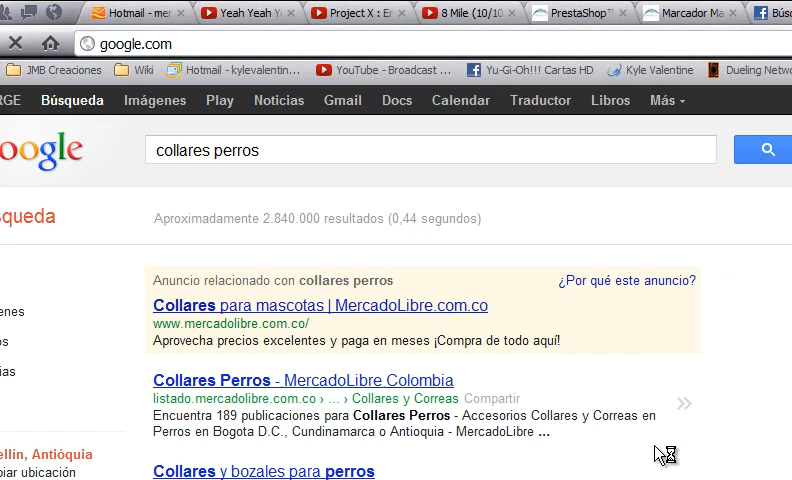 Hotmail - mer
Yeah Yeah Y
Project X : E
8 Mile (10/10
PrestaShop™
Marcador Ma
Búsq
google.com
JMB Creaciones
Wiki
Hotmail - kylevalentin...
YouTube - Broadcast ...
Yu-Gi-Oh!!! Cartas HD
Kyle Valentine
Dueling Netwo
RGE Búsqueda Imágenes Play Noticias Gmail Docs Calendar Traductor Libros Más
oogle
collares perros
squeda
Aproximadamente 2.840.000 resultados (0,44 segundos)
Anuncio relacionado con collares perros
¿Por qué este anuncio?
Collares para mascotas | MercadoLibre.com.co
www.mercadolibre.com.co/
Aprovecha precios excelentes y paga en meses ¡Compra de todo aquí!
enes
os
ias
Collares Perros - MercadoLibre Colombia
listado.mercadolibre.com.co › ... › Collares y Correas Compartir
Encuentra 189 publicaciones para Collares Perros - Accesorios Collares y Correas en
Perros en Bogota D.C., Cundinamarca o Antioquia - MercadoLibre ...
ellín, Antióquia
biar ubicación
Collares y bozales para perros